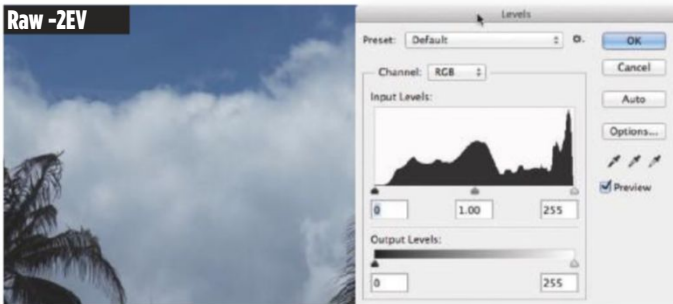 Raw -2EV
Levels
Preset: Default
OK
Channel: RGB
Cancel
Input Levels:
Auto
Options...
Preview
0 1.00 255
Output Levels:
0 255